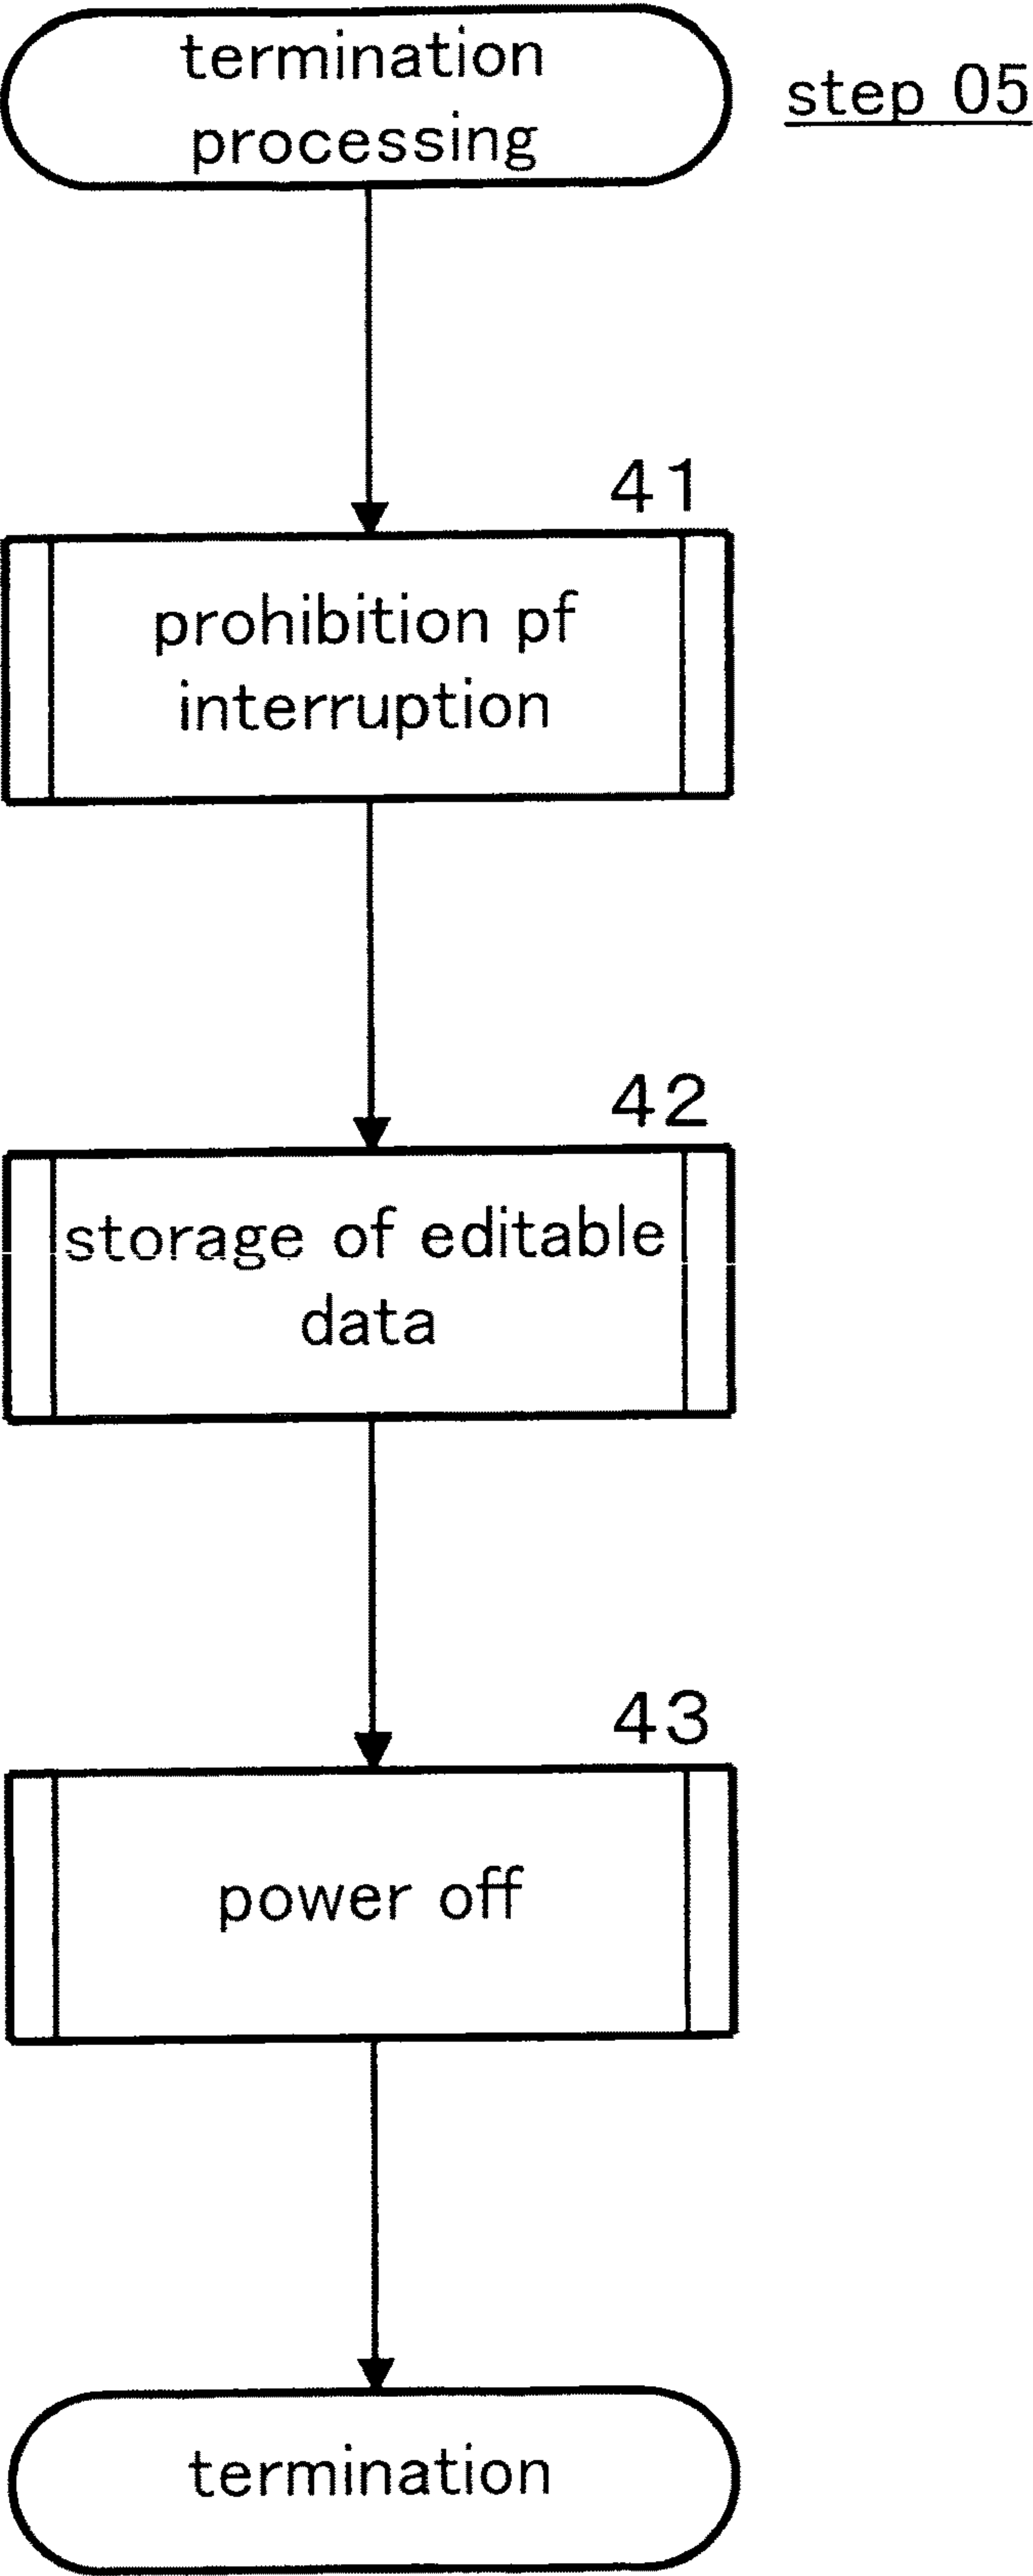 termination
processing
step 05
41
prohibition pf
interruption
42
storage of editable
data
43
power off
termination